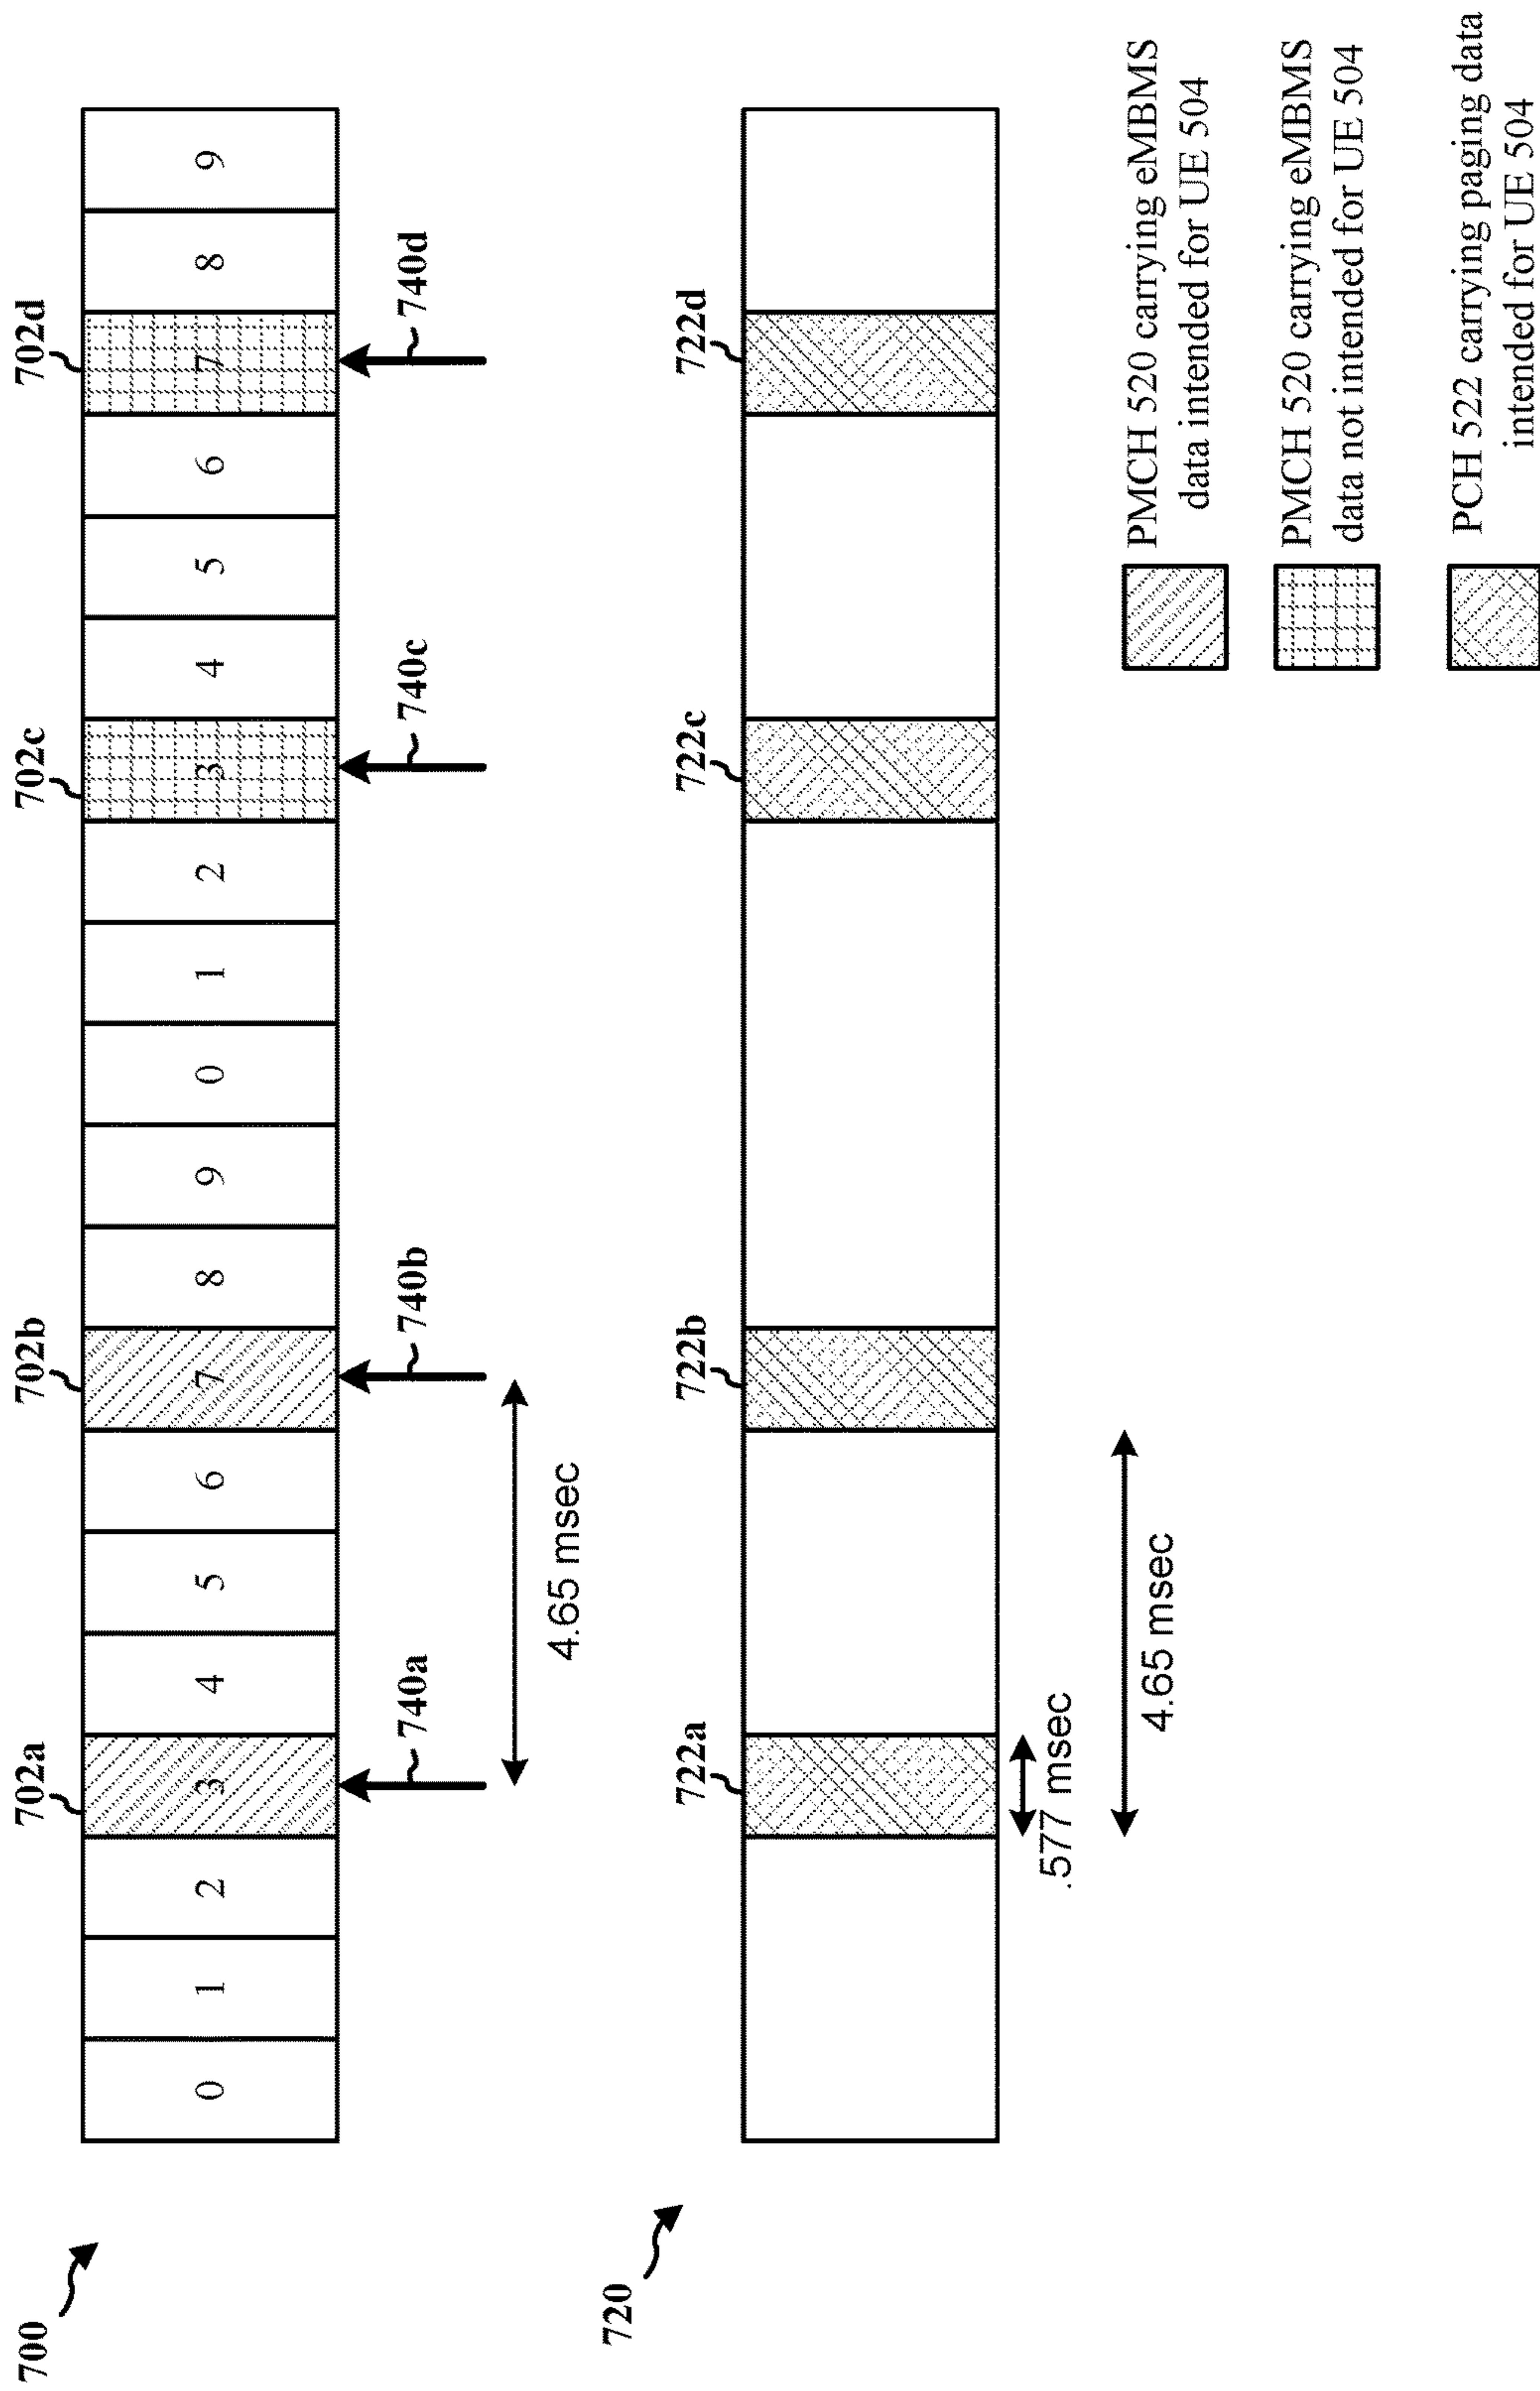 700
702a
702b
702c
702d
0 1 2 3 4 5 6 7 8 9 0 1 2 3 4 5 6 7 8 9
740a
740b
740c
740d
4.65 msec
720
722a
722b
722c
722d
.577 msec
4.65 msec
PMCH 520 carrying eMBMS
data intended for UE 504
PMCH 520 carrying eMBMS
data not intended for UE 504
PCH 522 carrying paging data
intended for UE 504